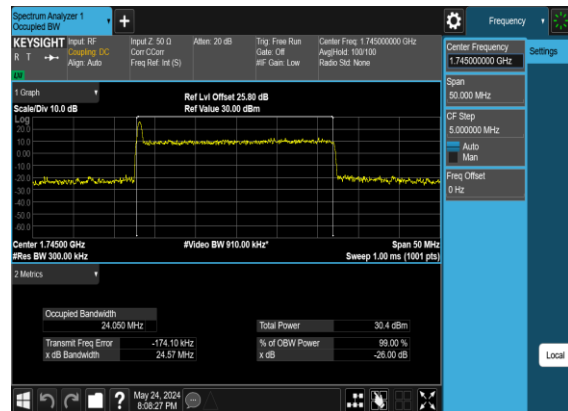 Spectrum Analyzer 1
Occupied BW
Frequency
KEYSIGHT
R T
Input: RF
Coupling: DC
Align: Auto
Input Z: 50 Ω
Corr CCorr
Freq Ref: Int (S)
Atten: 20 dB
Trig: Free Run
Gate: Off
#IF Gain: Low
Center Freq: 1.745000000 GHz
Avg|Hold: 100/100
Radio Std: None
LW
Center Frequency
1.745000000 GHz
Settings
Span
50.000 MHz
CF Step
5.000000 MHz
Auto
Man
Freq Offset
0 Hz
Local
1 Graph
Scale/Div 10.0 dB
Ref Lvl Offset 25.80 dB
Ref Value 30.00 dBm
Log
20.0
10.0
0.00
-10.0
-20.0
-30.0
-40.0
-50.0
-60.0
Center 1.74500 GHz
#Video BW 910.00 kHz*
Span 50 MHz
#Res BW 300.00 kHz
Sweep 1.00 ms (1001 pts)
2 Metrics
Occupied Bandwidth
24.050 MHz
Total Power 30.4 dBm
Transmit Freq Error -174.10 kHz
% of OBW Power 99.00 %
x dB Bandwidth 24.57 MHz
x dB -26.00 dB
?
May 24, 2024
8:08:27 PM